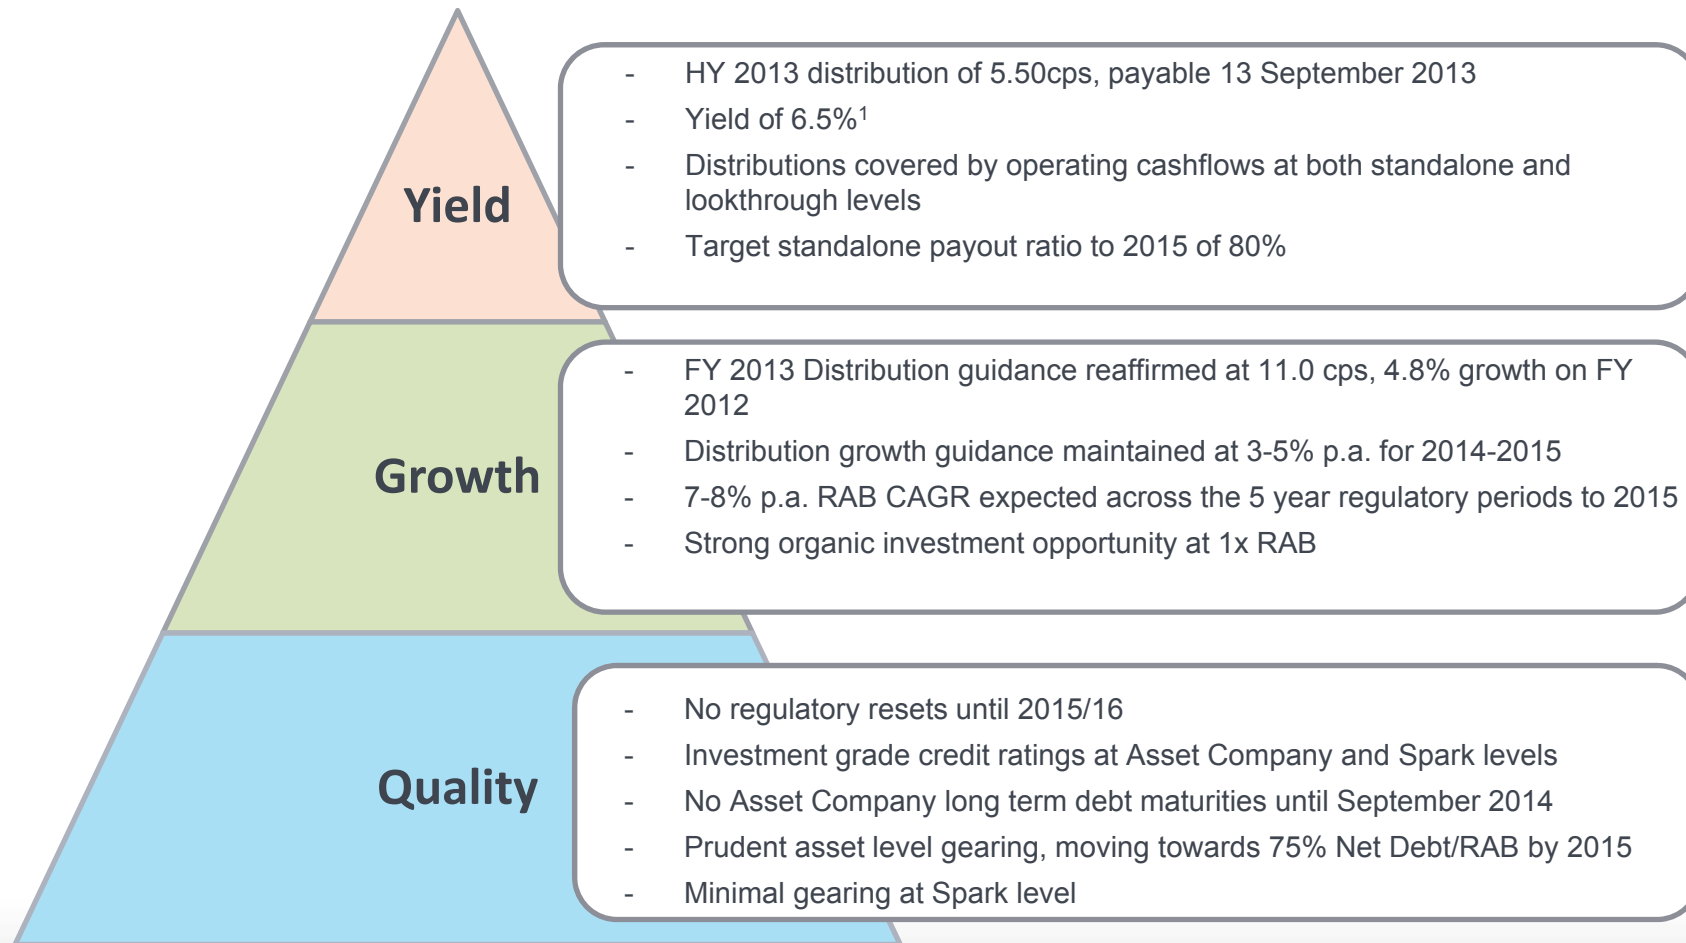 Yield
- HY 2013 distribution of 5.50cps, payable 13 September 2013
- Yield of 6.5%¹
- Distributions covered by operating cashflows at both standalone and
lookthrough levels
- Target standalone payout ratio to 2015 of 80%
Growth
- FY 2013 Distribution guidance reaffirmed at 11.0 cps, 4.8% growth on FY
2012
- Distribution growth guidance maintained at 3-5% p.a. for 2014-2015
- 7-8% p.a. RAB CAGR expected across the 5 year regulatory periods to 2015
- Strong organic investment opportunity at 1x RAB
Quality
- No regulatory resets until 2015/16
- Investment grade credit ratings at Asset Company and Spark levels
- No Asset Company long term debt maturities until September 2014
- Prudent asset level gearing, moving towards 75% Net Debt/RAB by 2015
- Minimal gearing at Spark level